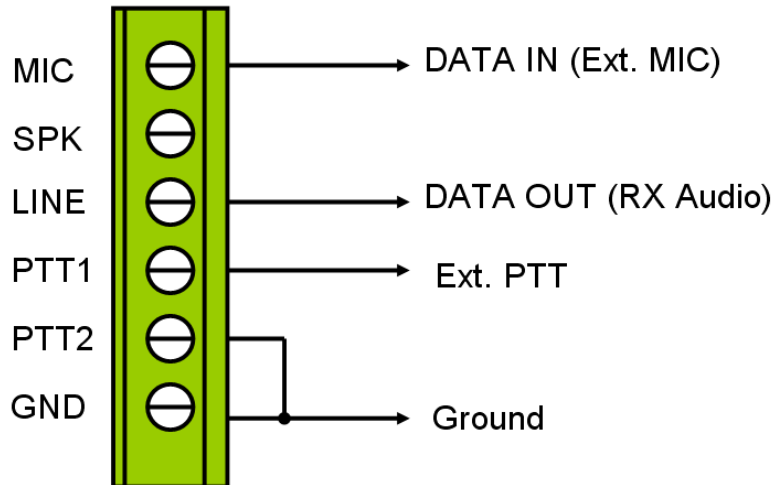 MIC
DATA IN (Ext. MIC)
SPK
LINE
DATA OUT (RX Audio)
PTT1
Ext. PTT
PTT2
GND
Ground